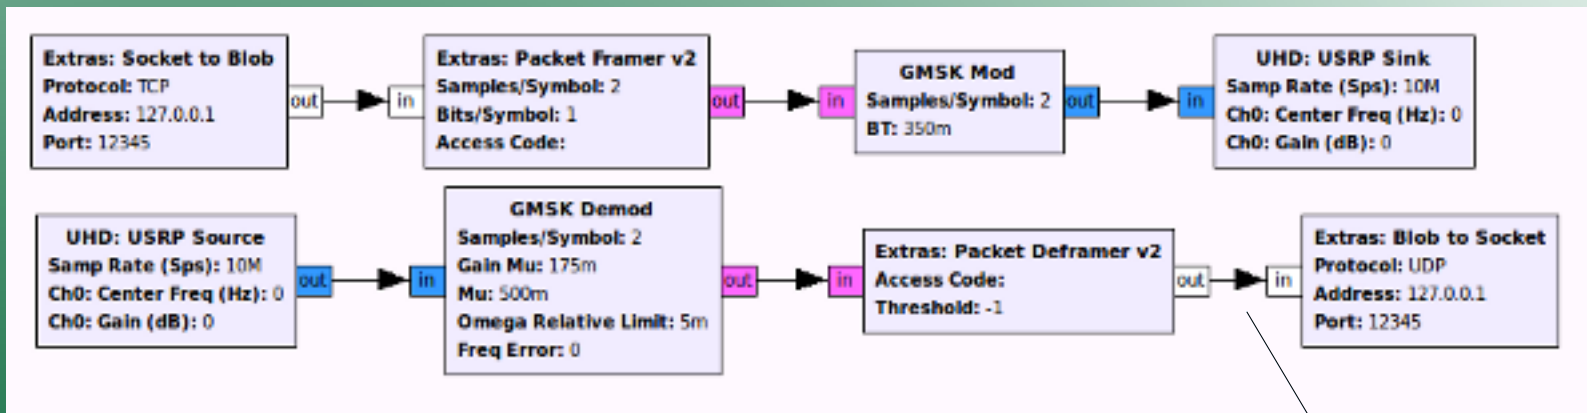 Extras: Socket to Blob
Protocol: TCP
Address: 127.0.0.1
Port: 12345
out
in
Extras: Packet Framer v2
Samples/Symbol: 2
Bits/Symbol: 1
Access Code:
out
in
GMSK Mod
Samples/Symbol: 2
BT: 350m
out
in
UHD: USRP Sink
Samp Rate (Sps): 10M
Ch0: Center Freq (Hz): 0
Ch0: Gain (dB): 0
UHD: USRP Source
Samp Rate (Sps): 10M
Ch0: Center Freq (Hz): 0
Ch0: Gain (dB): 0
out
in
GMSK Demod
Samples/Symbol: 2
Gain Mu: 175m
Mu: 500m
Omega Relative Limit: 5m
Freq Error: 0
out
in
Extras: Packet Deframer v2
Access Code:
Threshold: -1
out
in
Extras: Blob to Socket
Protocol: UDP
Address: 127.0.0.1
Port: 12345